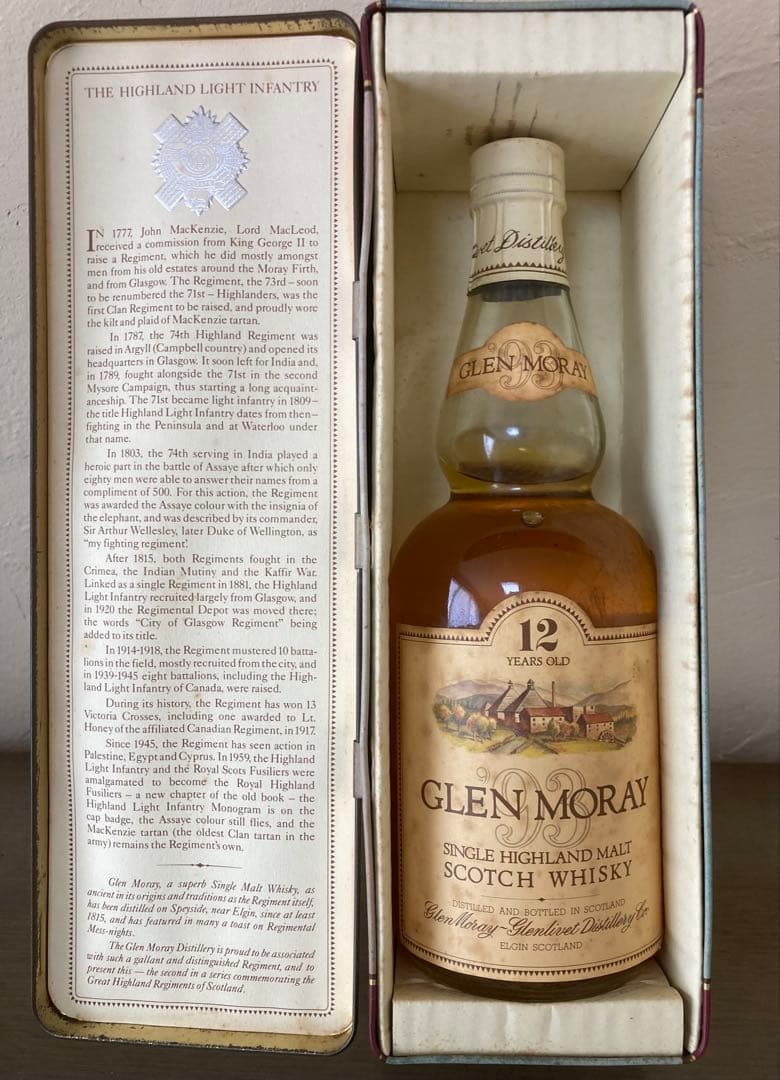 THE HIGHLAND LIGHT INFANTRY
IN 1777, John MacKenzie, Lord MacLeod,
received a commission from King George II to
raise a Regiment, which he did mostly amongst
men from his old estates around the Moray Firth,
and from Glasgow. The Regiment, the 73rd – soon
to be renumbered the 71st – Highlanders, was the
first Clan Regiment to be raised, and proudly wore
the kilt and plaid of MacKenzie tartan.
In 1787, the 74th Highland Regiment was
raised in Argyll (Campbell country) and opened its
headquarters in Glasgow. It soon left for India and,
in 1789, fought alongside the 71st in the second
Mysore Campaign, thus starting a long acquaint-
anceship. The 71st became light infantry in 1809–
the title Highland Light Infantry dates from then–
fighting in the Peninsula and at Waterloo under
that name.
In 1803, the 74th serving in India played a
heroic part in the battle of Assaye after which only
eighty men were able to answer their names from a
compliment of 500. For this action, the Regiment
was awarded the Assaye colour with the insignia of
the elephant, and was described by its commander,
Sir Arthur Wellesley, later Duke of Wellington, as
"my fighting regiment".
After 1815, both Regiments fought in the
Crimea, the Indian Mutiny and the Kaffir War.
Linked as a single Regiment in 1881, the Highland
Light Infantry recruited largely from Glasgow, and
in 1920 the Regimental Depot was moved there;
the words "City of Glasgow Regiment" being
added to its title.
In 1914-1918, the Regiment mustered 10 batta-
lions in the field, mostly recruited from the city, and
in 1939-1945 eight battalions, including the High-
land Light Infantry of Canada, were raised.
During its history, the Regiment has won 13
Victoria Crosses, including one awarded to Lt.
Honey of the affiliated Canadian Regiment, in 1917.
Since 1945, the Regiment has seen action in
Palestine, Egypt and Cyprus. In 1959, the Highland
Light Infantry and the Royal Scots Fusiliers were
amalgamated to become the Royal Highland
Fusiliers – a new chapter of the old book – the
Highland Light Infantry Monogram is on the
cap badge, the Assaye colour still flies, and the
MacKenzie tartan (the oldest Clan tartan in the
army) remains the Regiment's own.
Glen Moray, a superb Single Malt Whisky, as
ancient in its origins and traditions as the Regiment itself,
has been distilled on Speyside, near Elgin, since at least
1815, and has featured in many a toast on Regimental
Mess-nights.
The Glen Moray Distillery is proud to be associated
with such a gallant and distinguished Regiment, and to
present this — the second in a series commemorating the
Great Highland Regiments of Scotland.
Distillery
'93
GLEN MORAY
12
YEARS OLD
'93
GLEN MORAY
SINGLE HIGHLAND MALT
SCOTCH WHISKY
DISTILLED AND BOTTLED IN SCOTLAND
Glen Moray-Glenlivet Distillery Co
ELGIN SCOTLAND